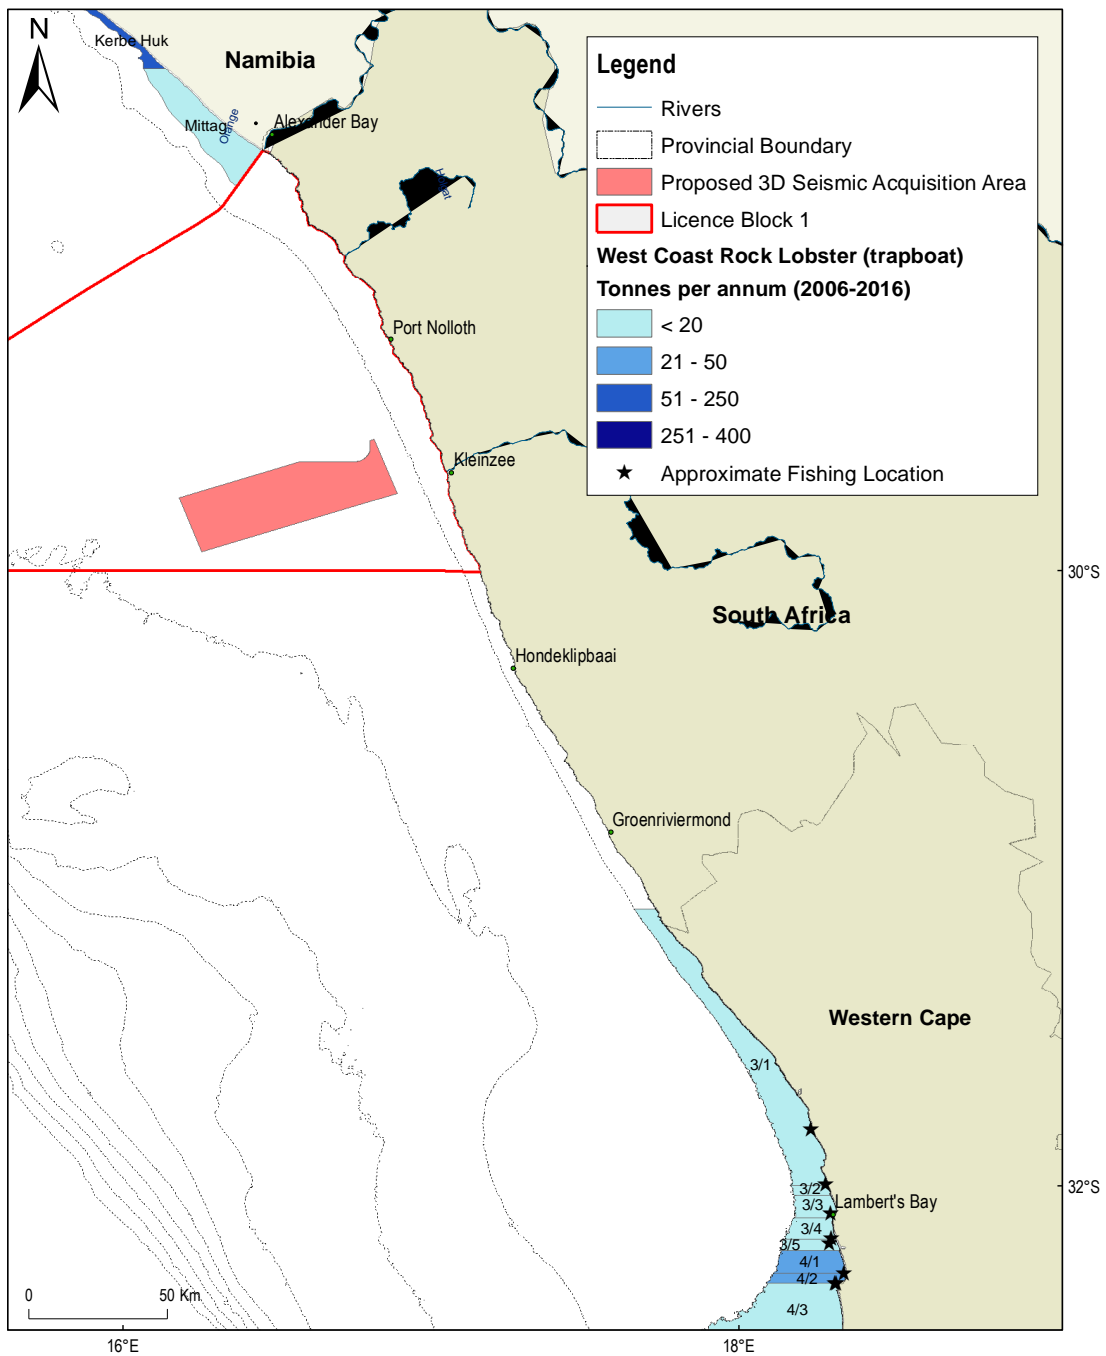 N
Kerbe Huk
Namibia
Mittag
Oiange
Alexander Bay
Port Nolloth
Kleinzee
Hondeklipbaai
Groenriviermond
South Africa
Western Cape
Lambert's Bay
3/1
3/2
3/3
3/4
3/5
4/1
4/2
4/3
Legend
Rivers
Provincial Boundary
Proposed 3D Seismic Acquisition Area
Licence Block 1
West Coast Rock Lobster (trapboat)
Tonnes per annum (2006-2016)
< 20
21 - 50
51 - 250
251 - 400
Approximate Fishing Location
30°S
32°S
0
50 Km
16°E
18°E